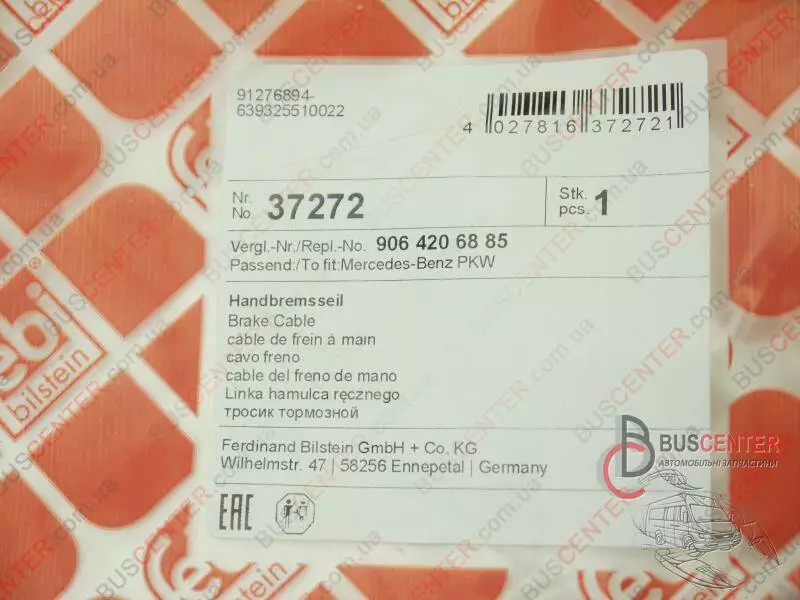 91276894-
639325510022
4 027816 372721
Nr.
No. 37272
Stk.
pcs. 1
Vergl.-Nr./Repl.-No. 906 420 68 85
Passend:/To fit:Mercedes-Benz PKW
Handbremsseil
Brake Cable
câble de frein à main
cavo freno
cable del freno de mano
Linka hamulca ręcznego
тросик тормозной
Ferdinand Bilstein GmbH + Co. KG
Wilhelmstr. 47 | 58256 Ennepetal | Germany
EAC
BUSCENTER
АВТОМОБІЛЬНІ ЗАПЧАСТИНИ
ebi
bilstein
bilstein
BUSCENTER.com.ua